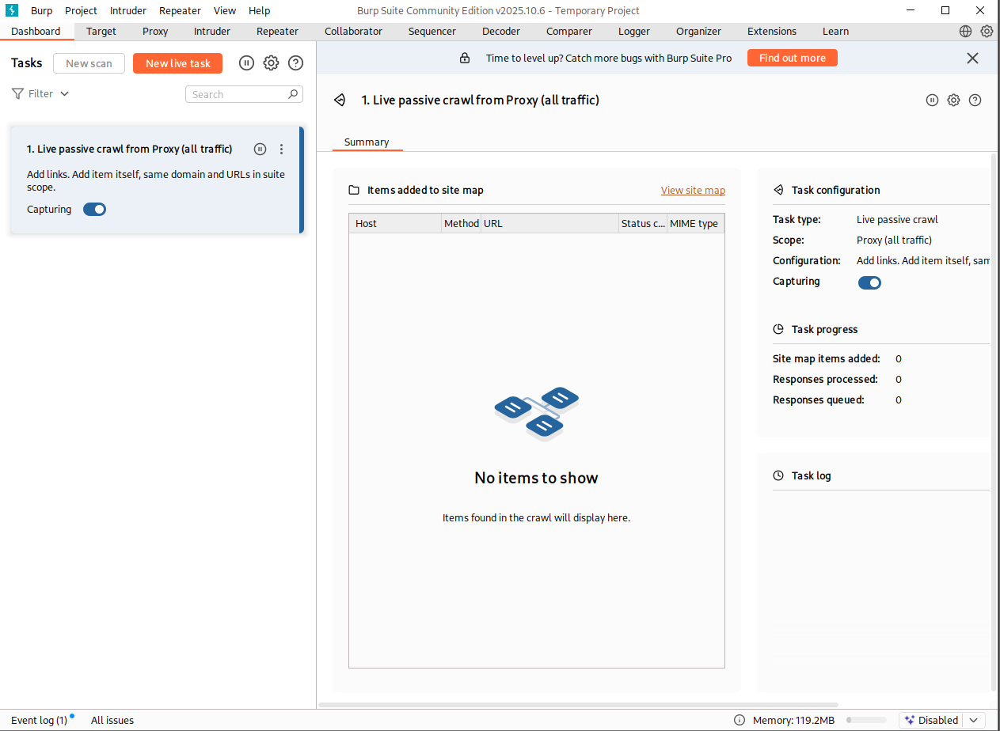 Burp Project Intruder Repeater View Help Burp Suite Community Edition v2025.10.6 - Temporary Project
Dashboard Target Proxy Intruder Repeater Collaborator Sequencer Decoder Comparer Logger Organizer Extensions Learn
Tasks New scan New live task
Time to level up? Catch more bugs with Burp Suite Pro Find out more
Filter Search
1. Live passive crawl from Proxy (all traffic)
Add links. Add item itself, same domain and URLs in suite
scope.
Capturing
1. Live passive crawl from Proxy (all traffic)
Summary
Items added to site map View site map
Host Method URL Status c... MIME type
No items to show
Items found in the crawl will display here.
Task configuration
Task type: Live passive crawl
Scope: Proxy (all traffic)
Configuration: Add links. Add item itself, sam
Capturing
Task progress
Site map items added: 0
Responses processed: 0
Responses queued: 0
Task log
Event log (1) All issues Memory: 119.2MB Disabled